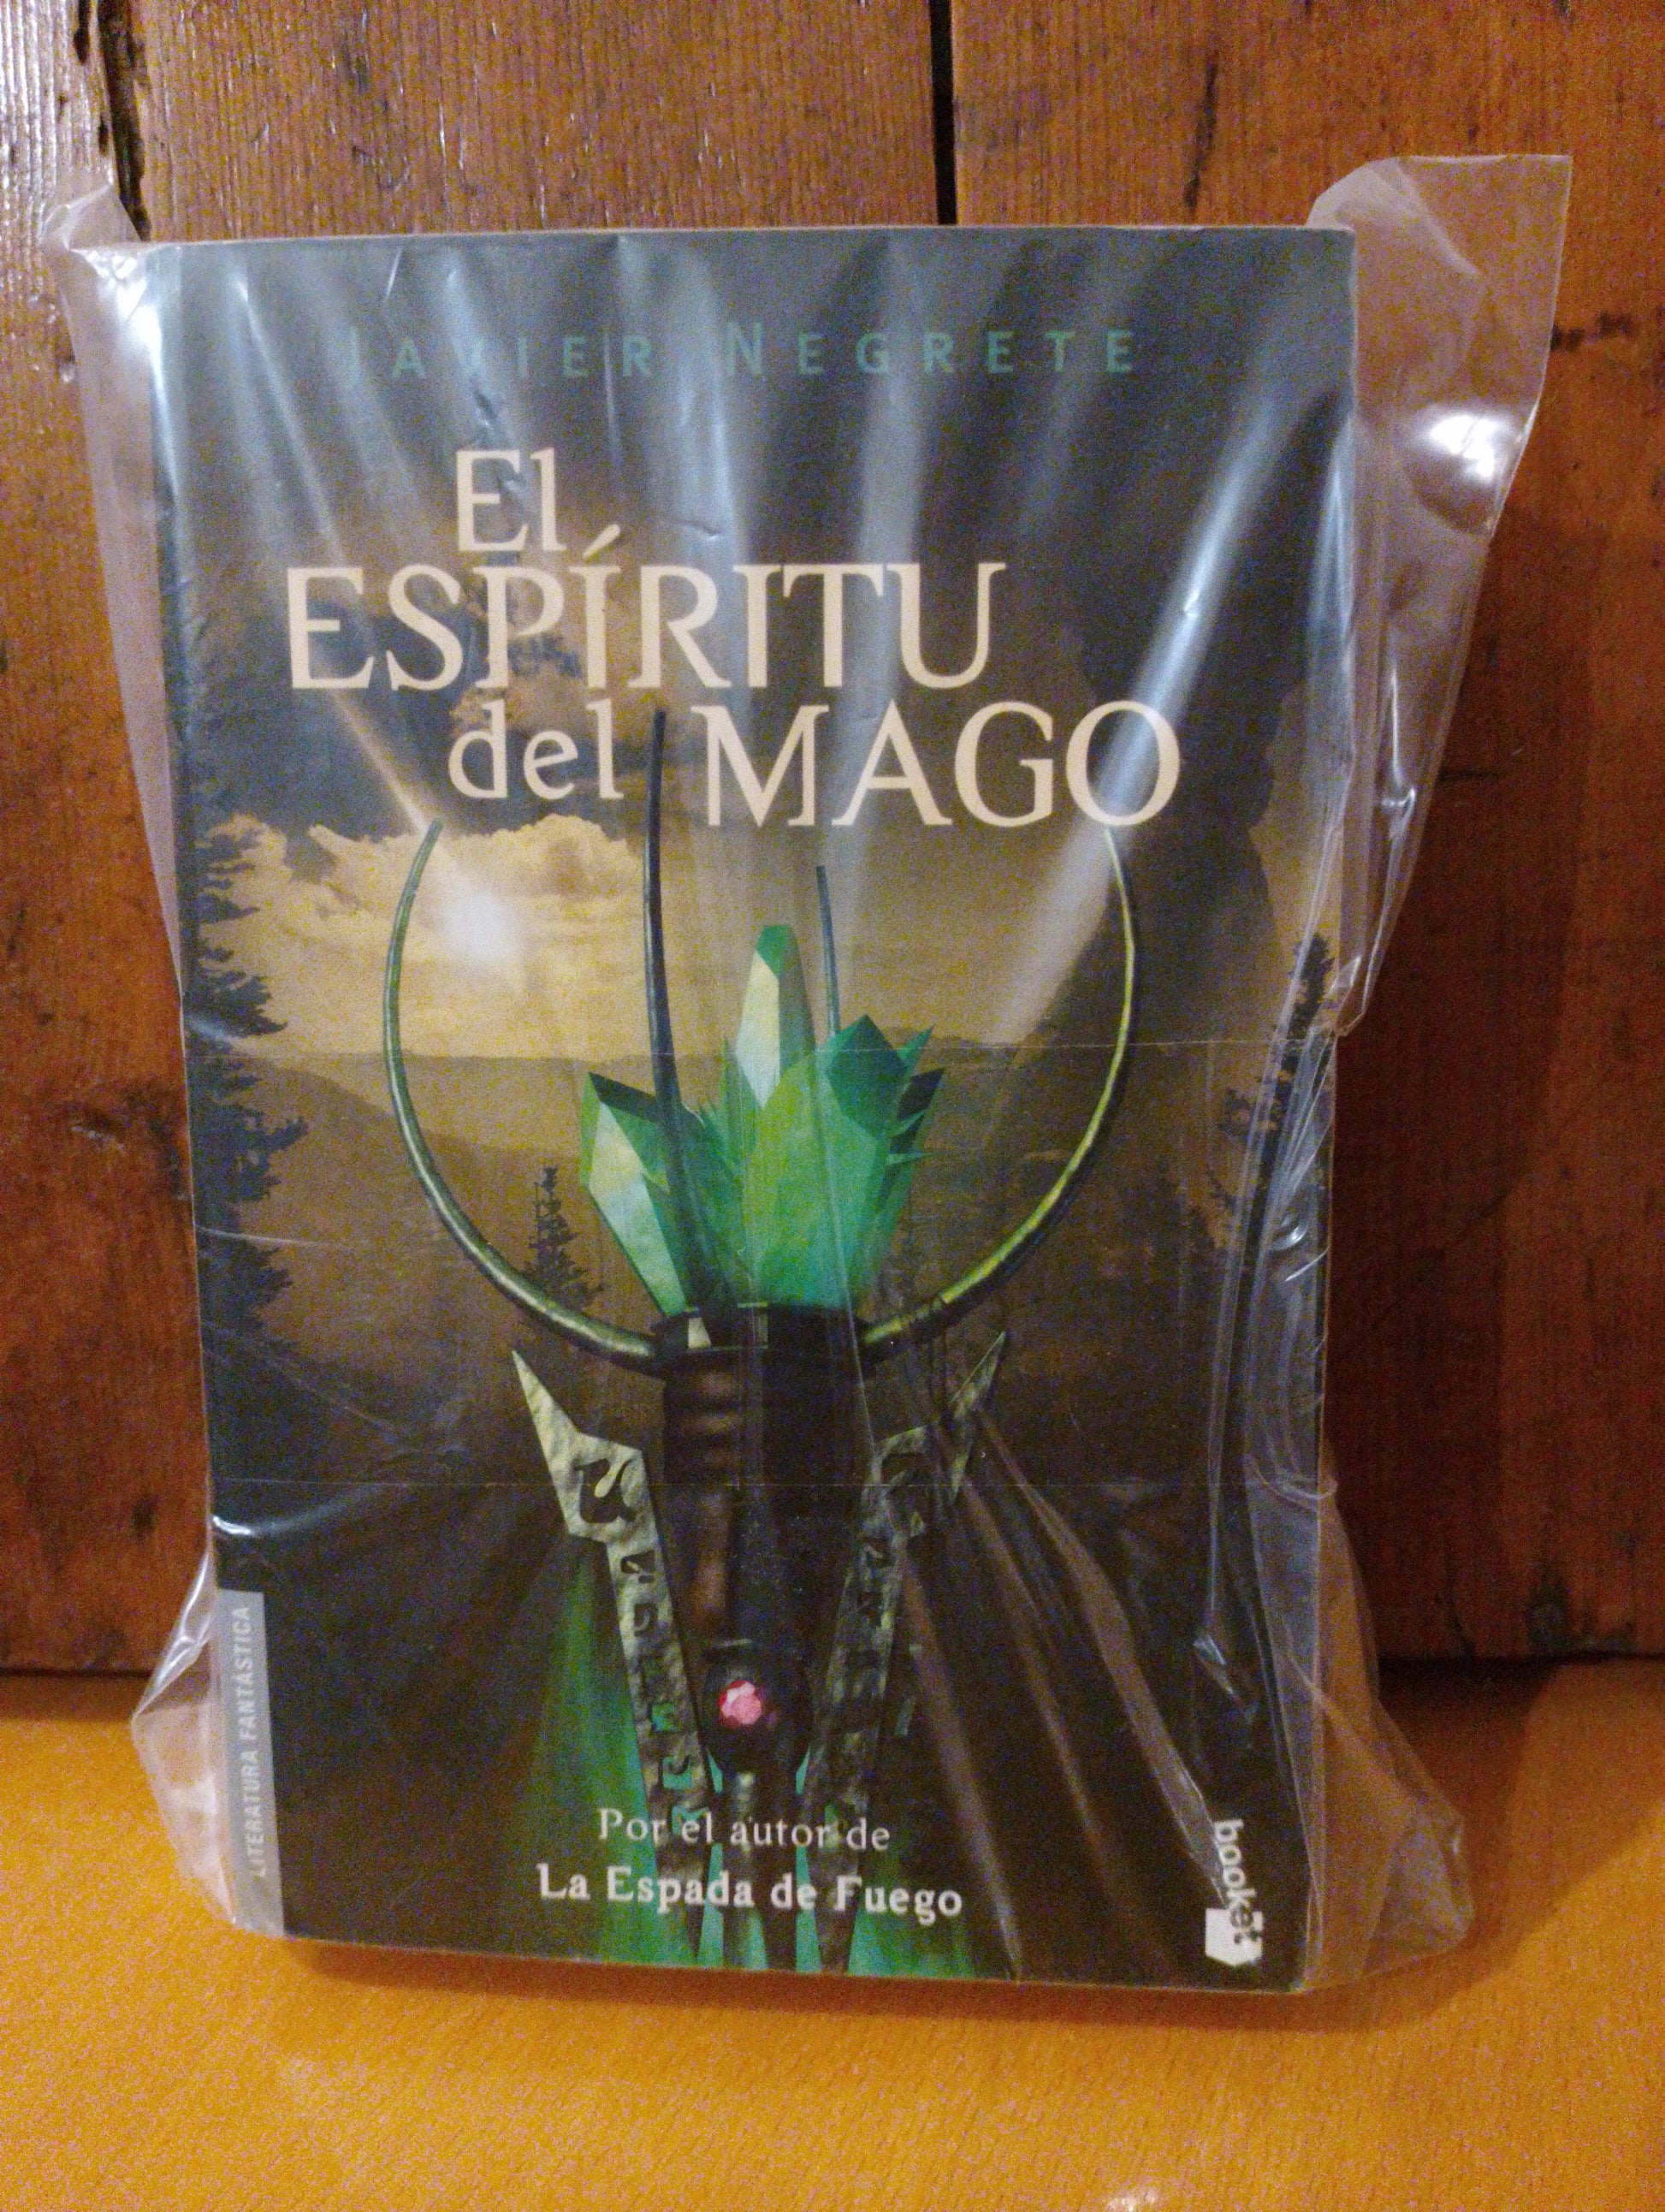 JAVIER NEGRETE
El
ESPÍRITU
del MAGO
LITERATURA FANTÁSTICA
Por el autor de
La Espada de Fuego
booket